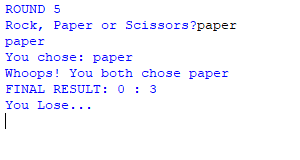 ROUND 5
Rock, Paper or Scissors?paper
paper
You chose: paper
Whoops! You both chose paper
FINAL RESULT: 0 : 3
You Lose...